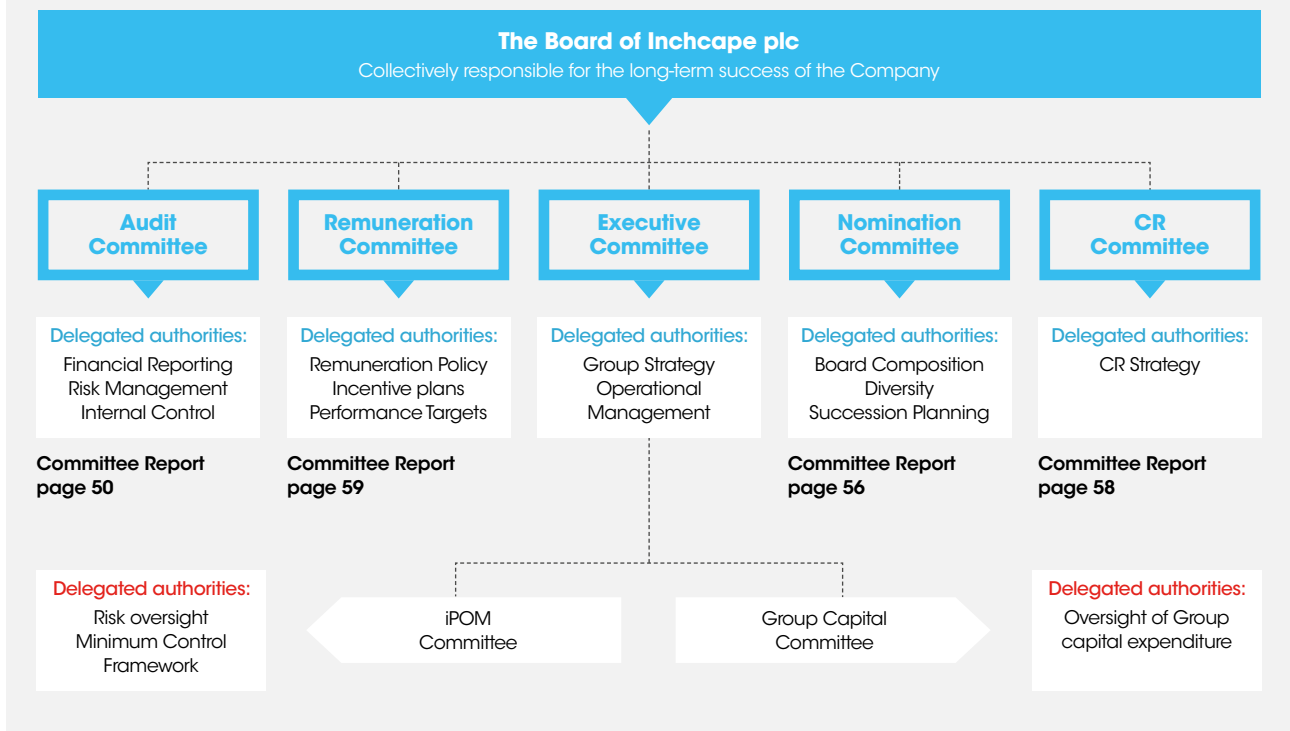 The Board of Inchcape plc
Collectively responsible for the long-term success of the Company
Audit
Committee
Delegated authorities:
Financial Reporting
Risk Management
Internal Control
Committee Report
page 50
Remuneration
Committee
Delegated authorities:
Remuneration Policy
Incentive plans
Performance Targets
Committee Report
page 59
Executive
Committee
Delegated authorities:
Group Strategy
Operational
Management
Nomination
Committee
Delegated authorities:
Board Composition
Diversity
Succession Planning
Committee Report
page 56
CR
Committee
Delegated authorities:
CR Strategy
Committee Report
page 58
Delegated authorities:
Risk oversight
Minimum Control
Framework
iPOM
Committee
Group Capital
Committee
Delegated authorities:
Oversight of Group
capital expenditure